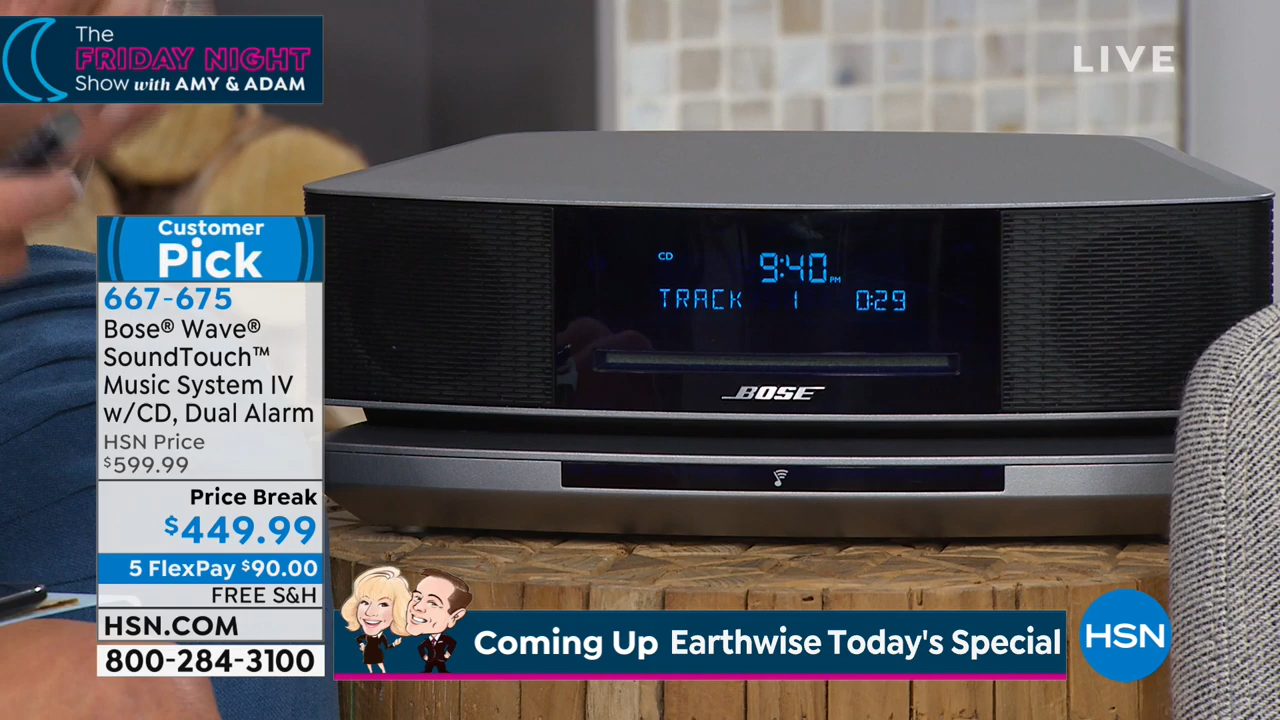 The
FRIDAY NIGHT
Show with AMY & ADAM
LIVE
Customer
Pick
667-675
Bose® Wave®
SoundTouch™
Music System IV
w/CD, Dual Alarm
HSN Price
$599.99
Price Break
$449.99
5 FlexPay $90.00
FREE S&H
HSN.COM
800-284-3100
CD
9:40 PM
TRACK 1 0:29
BOSE
Coming Up Earthwise Today's Special
HSN